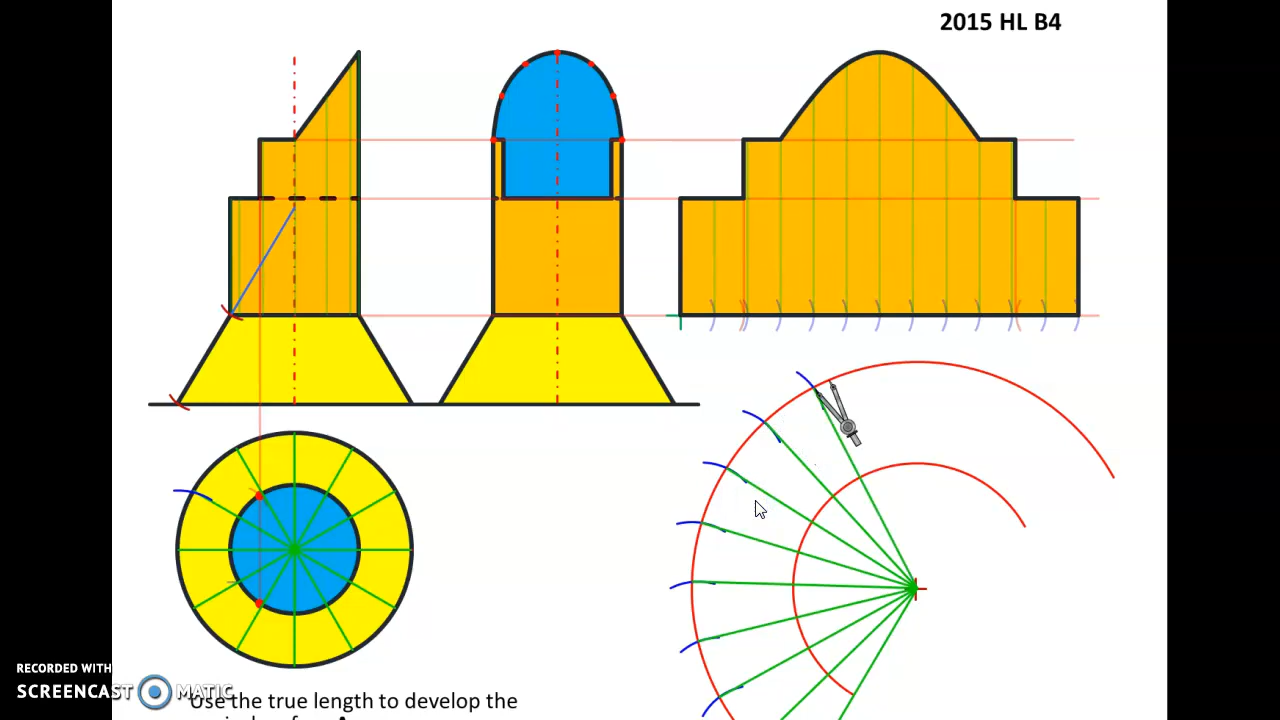 2015 HL B4
RECORDED WITH
SCREENCAST MATIC
Use the true length to develop the